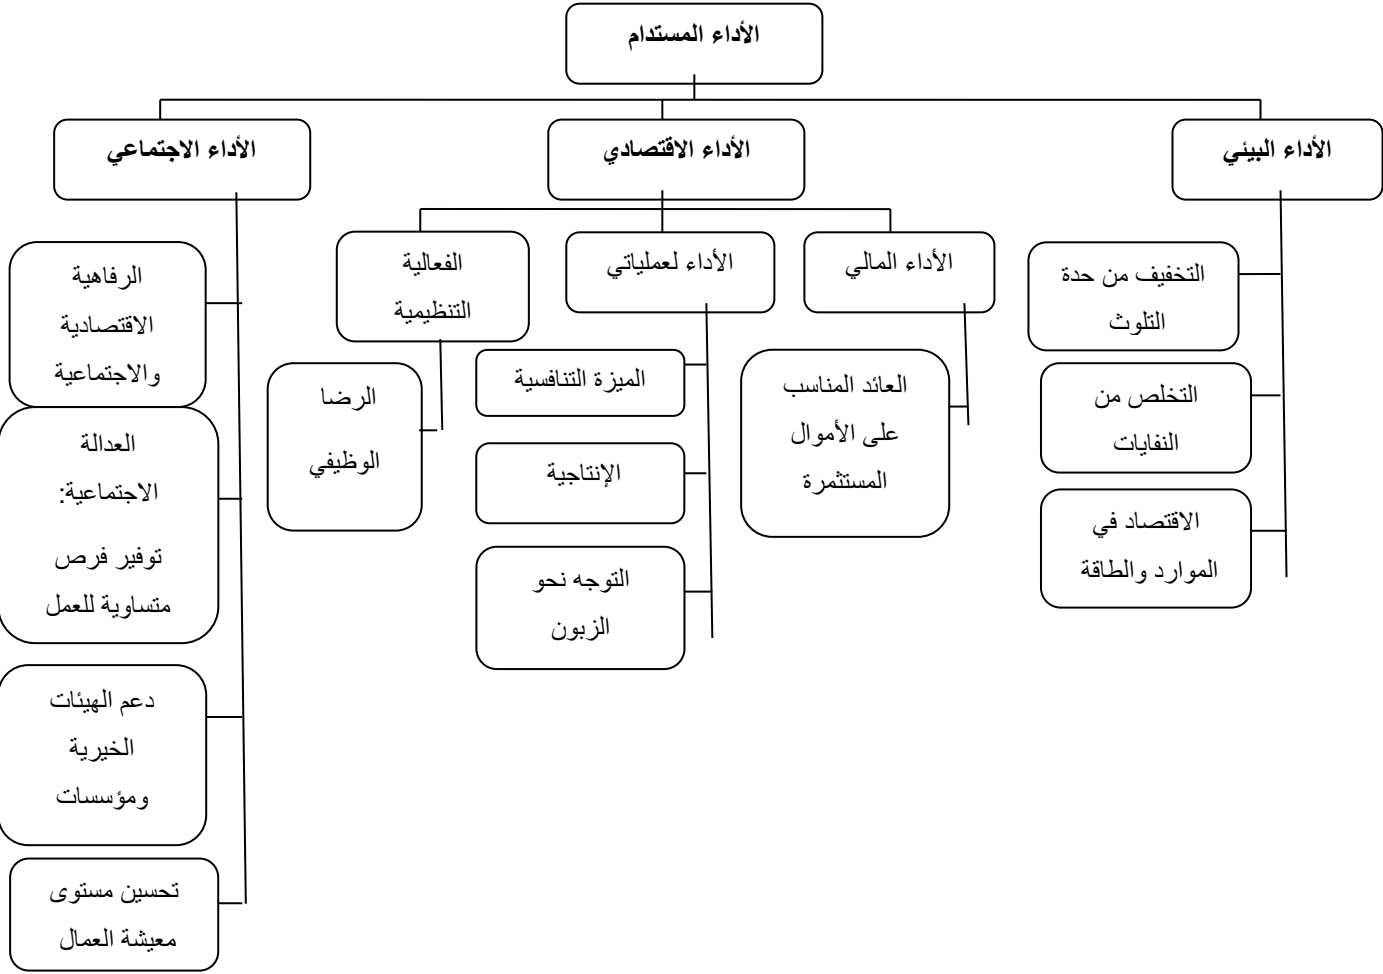 الأداء المستدام
الأداء البيئي
الأداء الاقتصادي
الأداء الاجتماعي
التخفيف من حدة
التلوث
التخلص من
النفايات
الاقتصاد في
الموارد والطاقة
الأداء المالي
العائد المناسب
على الأموال
المستثمرة
الأداء لعملياتي
الميزة التنافسية
الإنتاجية
التوجه نحو
الزبون
الفعالية
التنظيمية
الرضا
الوظيفي
الرفاهية
الاقتصادية
والاجتماعية
العدالة
الاجتماعية:
توفير فرص
متساوية للعمل
دعم الهيئات
الخيرية
ومؤسسات
تحسين مستوى
معيشة العمال